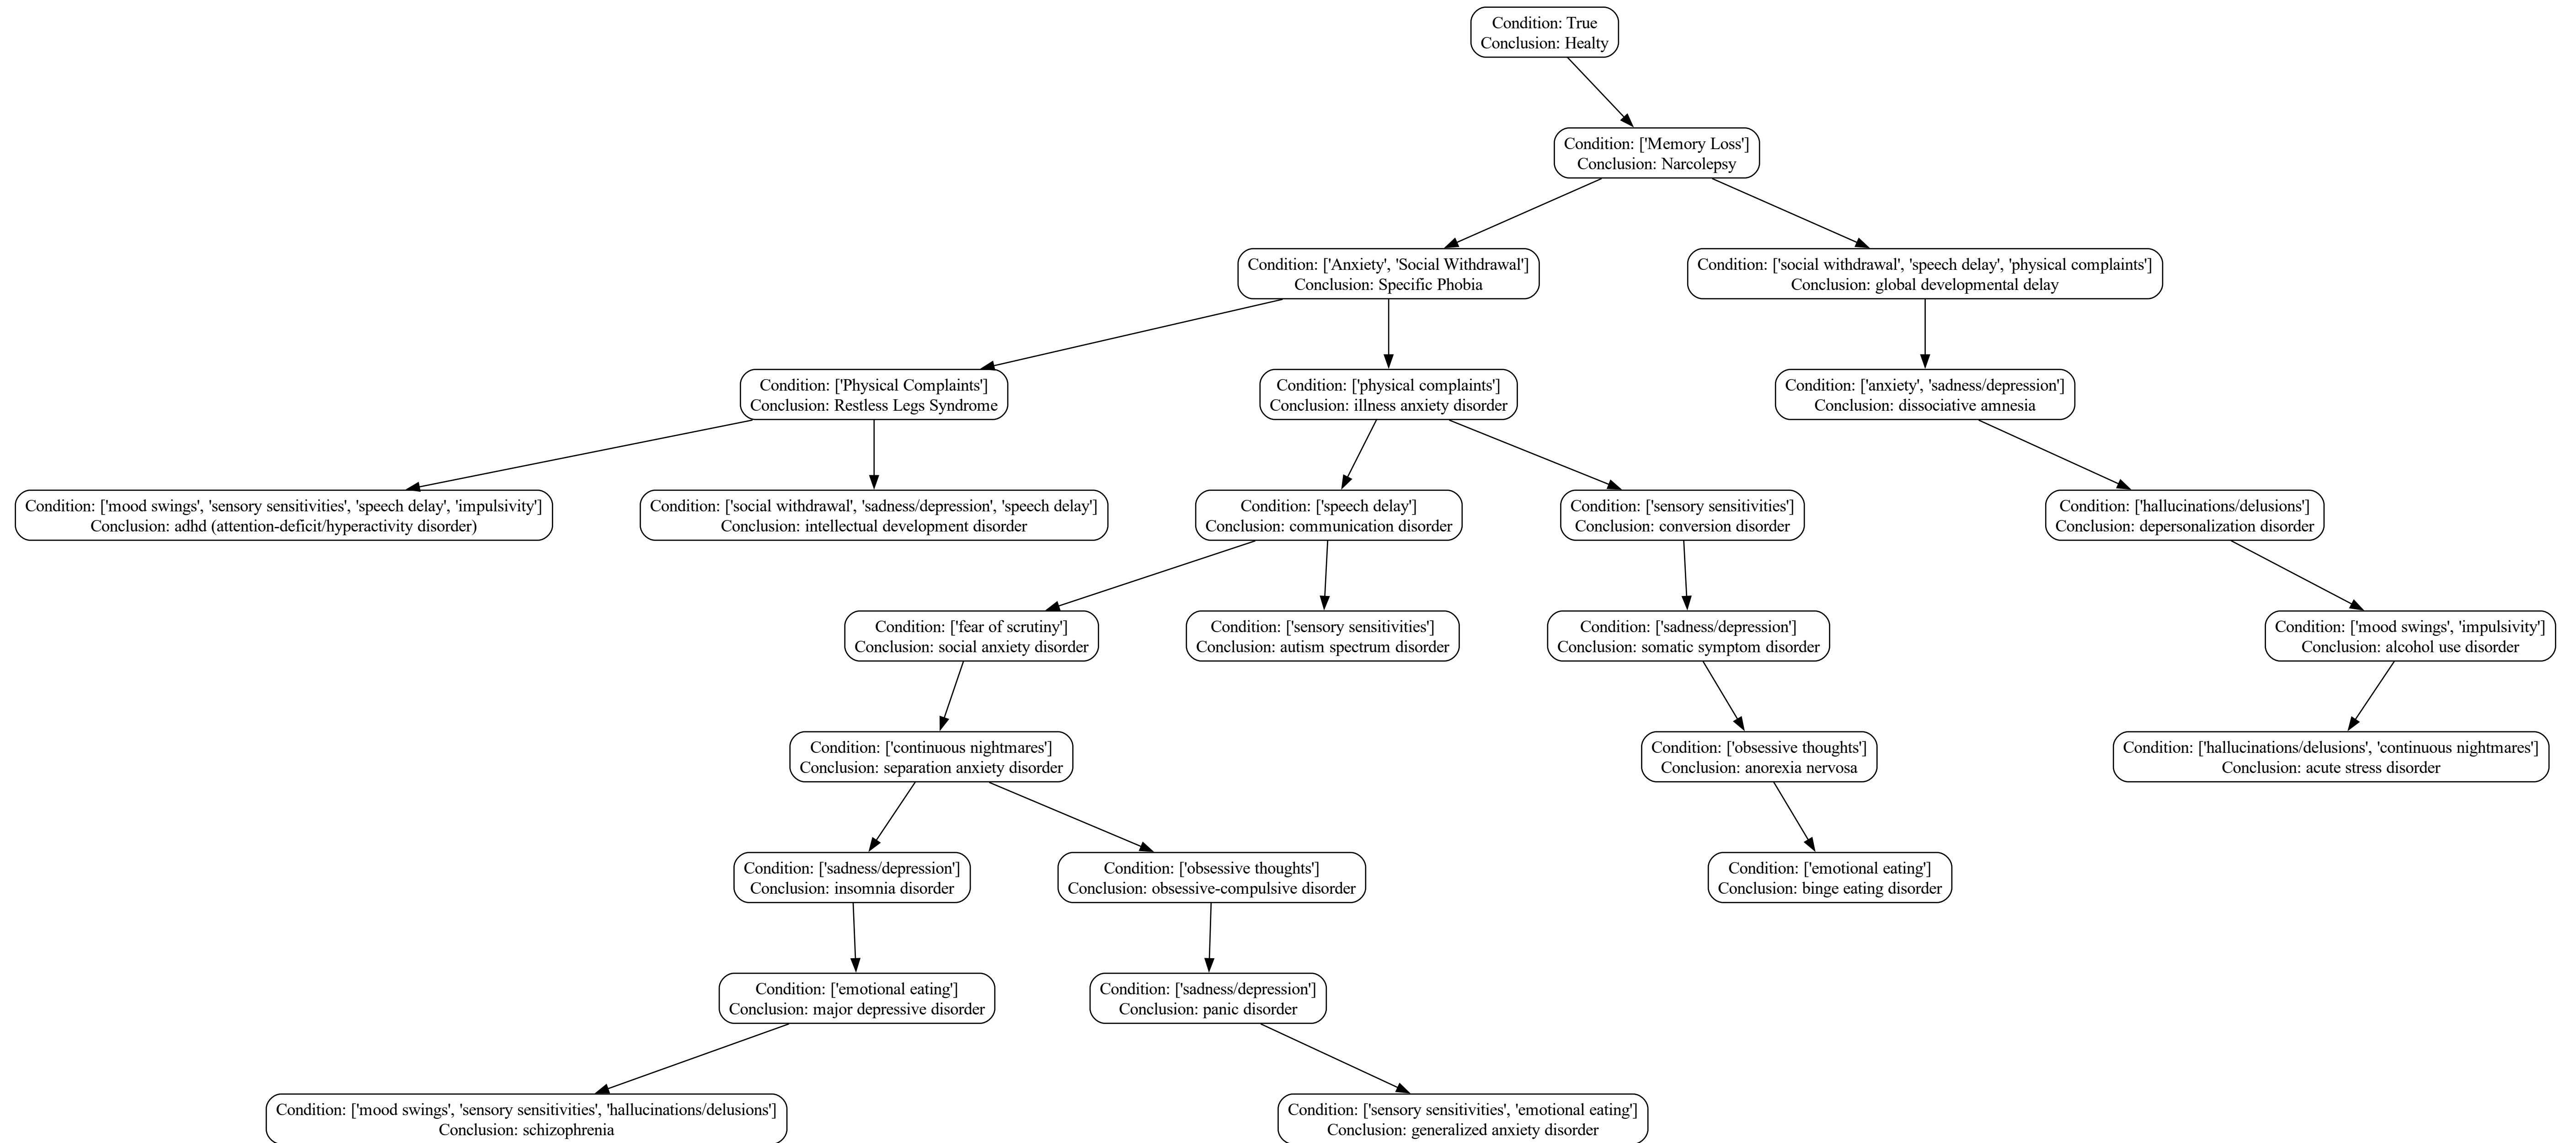 Condition: True
Conclusion: Healty
Condition: ['Memory Loss']
Conclusion: Narcolepsy
Condition: ['Anxiety', 'Social Withdrawal']
Conclusion: Specific Phobia
Condition: ['social withdrawal', 'speech delay', 'physical complaints']
Conclusion: global developmental delay
Condition: ['Physical Complaints']
Conclusion: Restless Legs Syndrome
Condition: ['physical complaints']
Conclusion: illness anxiety disorder
Condition: ['anxiety', 'sadness/depression']
Conclusion: dissociative amnesia
Condition: ['mood swings', 'sensory sensitivities', 'speech delay', 'impulsivity']
Conclusion: adhd (attention-deficit/hyperactivity disorder)
Condition: ['social withdrawal', 'sadness/depression', 'speech delay']
Conclusion: intellectual development disorder
Condition: ['speech delay']
Conclusion: communication disorder
Condition: ['sensory sensitivities']
Conclusion: conversion disorder
Condition: ['hallucinations/delusions']
Conclusion: depersonalization disorder
Condition: ['fear of scrutiny']
Conclusion: social anxiety disorder
Condition: ['sensory sensitivities']
Conclusion: autism spectrum disorder
Condition: ['sadness/depression']
Conclusion: somatic symptom disorder
Condition: ['mood swings', 'impulsivity']
Conclusion: alcohol use disorder
Condition: ['continuous nightmares']
Conclusion: separation anxiety disorder
Condition: ['obsessive thoughts']
Conclusion: anorexia nervosa
Condition: ['hallucinations/delusions', 'continuous nightmares']
Conclusion: acute stress disorder
Condition: ['sadness/depression']
Conclusion: insomnia disorder
Condition: ['obsessive thoughts']
Conclusion: obsessive-compulsive disorder
Condition: ['emotional eating']
Conclusion: binge eating disorder
Condition: ['emotional eating']
Conclusion: major depressive disorder
Condition: ['sadness/depression']
Conclusion: panic disorder
Condition: ['mood swings', 'sensory sensitivities', 'hallucinations/delusions']
Conclusion: schizophrenia
Condition: ['sensory sensitivities', 'emotional eating']
Conclusion: generalized anxiety disorder